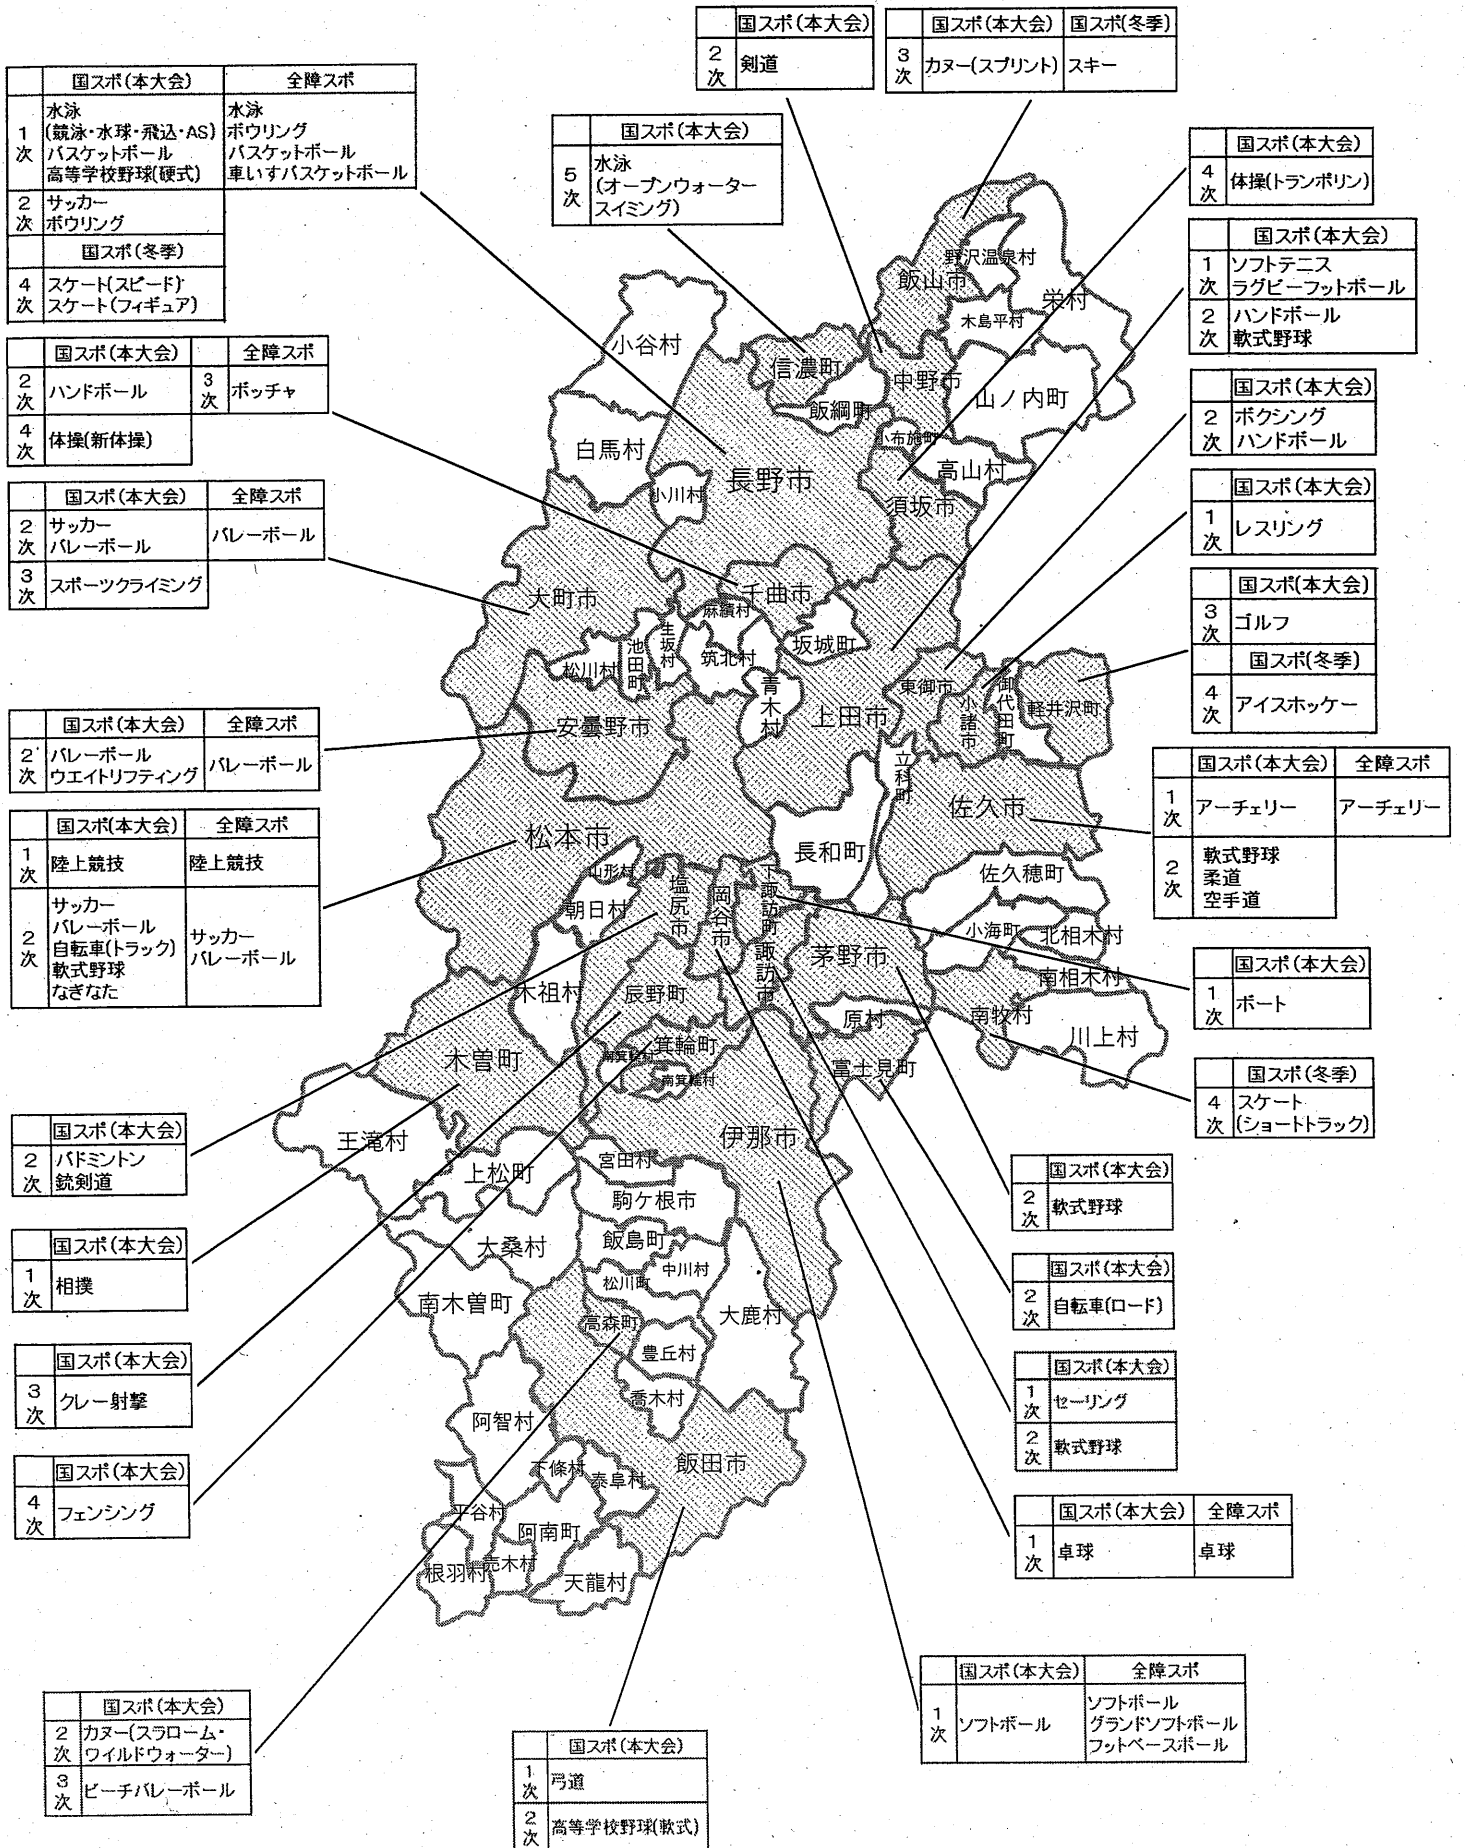 国スポ(本大会)
2次 剣道
国スポ(本大会) 国スポ(冬季)
3次 カヌー(スプリント) スキー
国スポ(本大会) 全障スポ
1次 水泳 水泳
(競泳・水球・飛込・AS) ボウリング
バスケットボール バスケットボール
高等学校野球(硬式) 車いすバスケットボール
2次 サッカー
ボウリング
国スポ(冬季)
4次 スケート(スピード)
スケート(フィギュア)
国スポ(本大会)
5次 水泳
(オープンウォーター
スイミング)
国スポ(本大会)
4次 体操(トランポリン)
国スポ(本大会)
1次 ソフトテニス
ラグビーフットボール
2次 ハンドボール
軟式野球
国スポ(本大会) 全障スポ
2次 ハンドボール 3次 ボッチャ
4次 体操(新体操)
国スポ(本大会)
2次 ボクシング
ハンドボール
国スポ(本大会) 全障スポ
2次 サッカー
バレーボール バレーボール
3次 スポーツクライミング
国スポ(本大会)
1次 レスリング
国スポ(本大会)
3次 ゴルフ
国スポ(冬季)
4次 アイスホッケー
国スポ(本大会) 全障スポ
2次 バレーボール
ウエイトリフティング バレーボール
国スポ(本大会) 全障スポ
1次 アーチェリー アーチェリー
2次 軟式野球
柔道
空手道
国スポ(本大会) 全障スポ
1次 陸上競技 陸上競技
2次 サッカー
バレーボール
自転車(トラック) サッカー
軟式野球 バレーボール
なぎなた
国スポ(本大会)
1次 ボート
国スポ(冬季)
4次 スケート
(ショートトラック)
国スポ(本大会)
2次 バドミントン
銃剣道
国スポ(本大会)
2次 軟式野球
国スポ(本大会)
1次 相撲
国スポ(本大会)
2次 自転車(ロード)
国スポ(本大会)
3次 クレー射撃
国スポ(本大会)
1次 セーリング
2次 軟式野球
国スポ(本大会)
4次 フェンシング
国スポ(本大会) 全障スポ
1次 卓球 卓球
国スポ(本大会) 全障スポ
1次 ソフトボール ソフトボール
グランドソフトボール
フットベースボール
国スポ(本大会)
2次 カヌー(スラローム・
ワイルドウォーター)
3次 ビーチバレーボール
国スポ(本大会)
1次 弓道
2次 高等学校野球(軟式)
野沢温泉村
飯山市
栄村
木島平村
小谷村
信濃町
中野市
山ノ内町
飯綱町
小布施町
白馬村
高山村
長野市
小川村
須坂市
千曲市
大町市
麻績村
坂城町
生坂村
池田町
松川村
筑北村
青木村
東御市
小諸市
御代田町
軽井沢町
上田市
安曇野市
立科町
佐久市
松本市
長和町
佐久穂町
山形村
塩尻市
岡谷市
下諏訪町
朝日村
小海町
北相木村
諏訪市
茅野市
南相木村
木祖村
辰野町
原村
南牧村
川上村
箕輪町
南箕輪村
南箕輪村
木曽町
富士見町
伊那市
王滝村
上松町
宮田村
駒ケ根市
大桑村
飯島町
中川村
松川町
南木曽町
高森町
大鹿村
豊丘村
喬木村
阿智村
飯田市
下條村
泰阜村
平谷村
阿南町
根羽村
売木村
天龍村